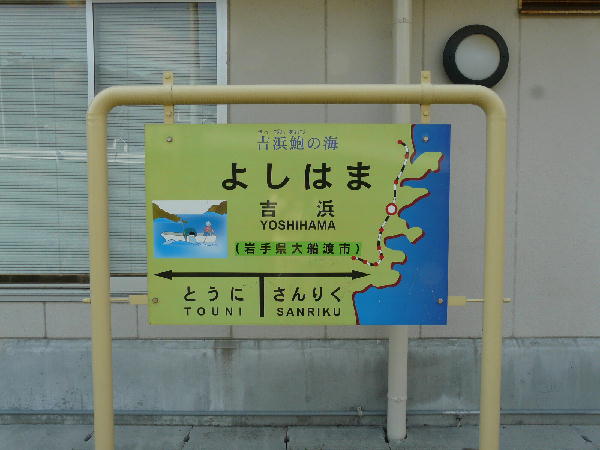 吉浜鮑の海
よしはま
吉浜
YOSHIHAMA
(岩手県大船渡市)
とうに さんりく
TOUNI SANRIKU